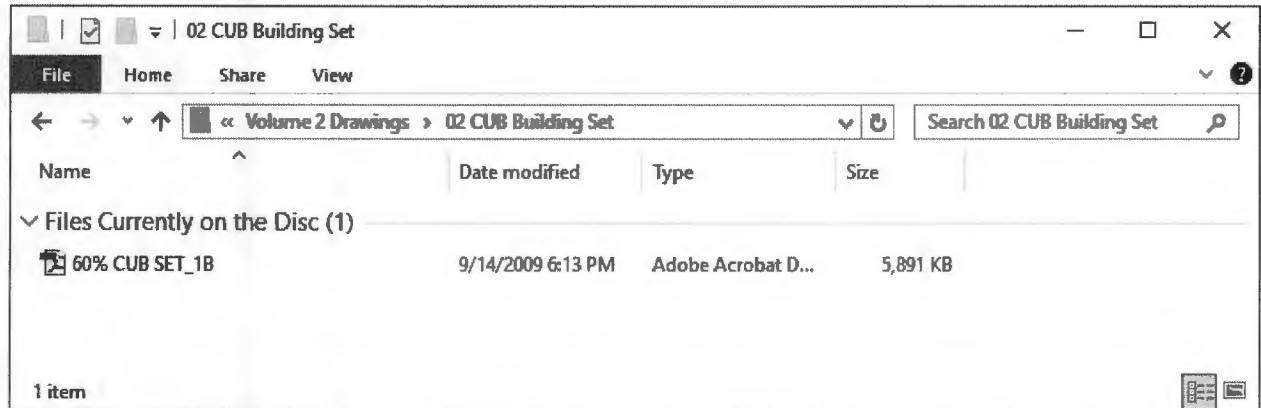 02 CUB Building Set
File Home Share View
« Volume 2 Drawings > 02 CUB Building Set Search 02 CUB Building Set
Name Date modified Type Size
Files Currently on the Disc (1)
60% CUB SET_1B 9/14/2009 6:13 PM Adobe Acrobat D... 5,891 KB
1 item